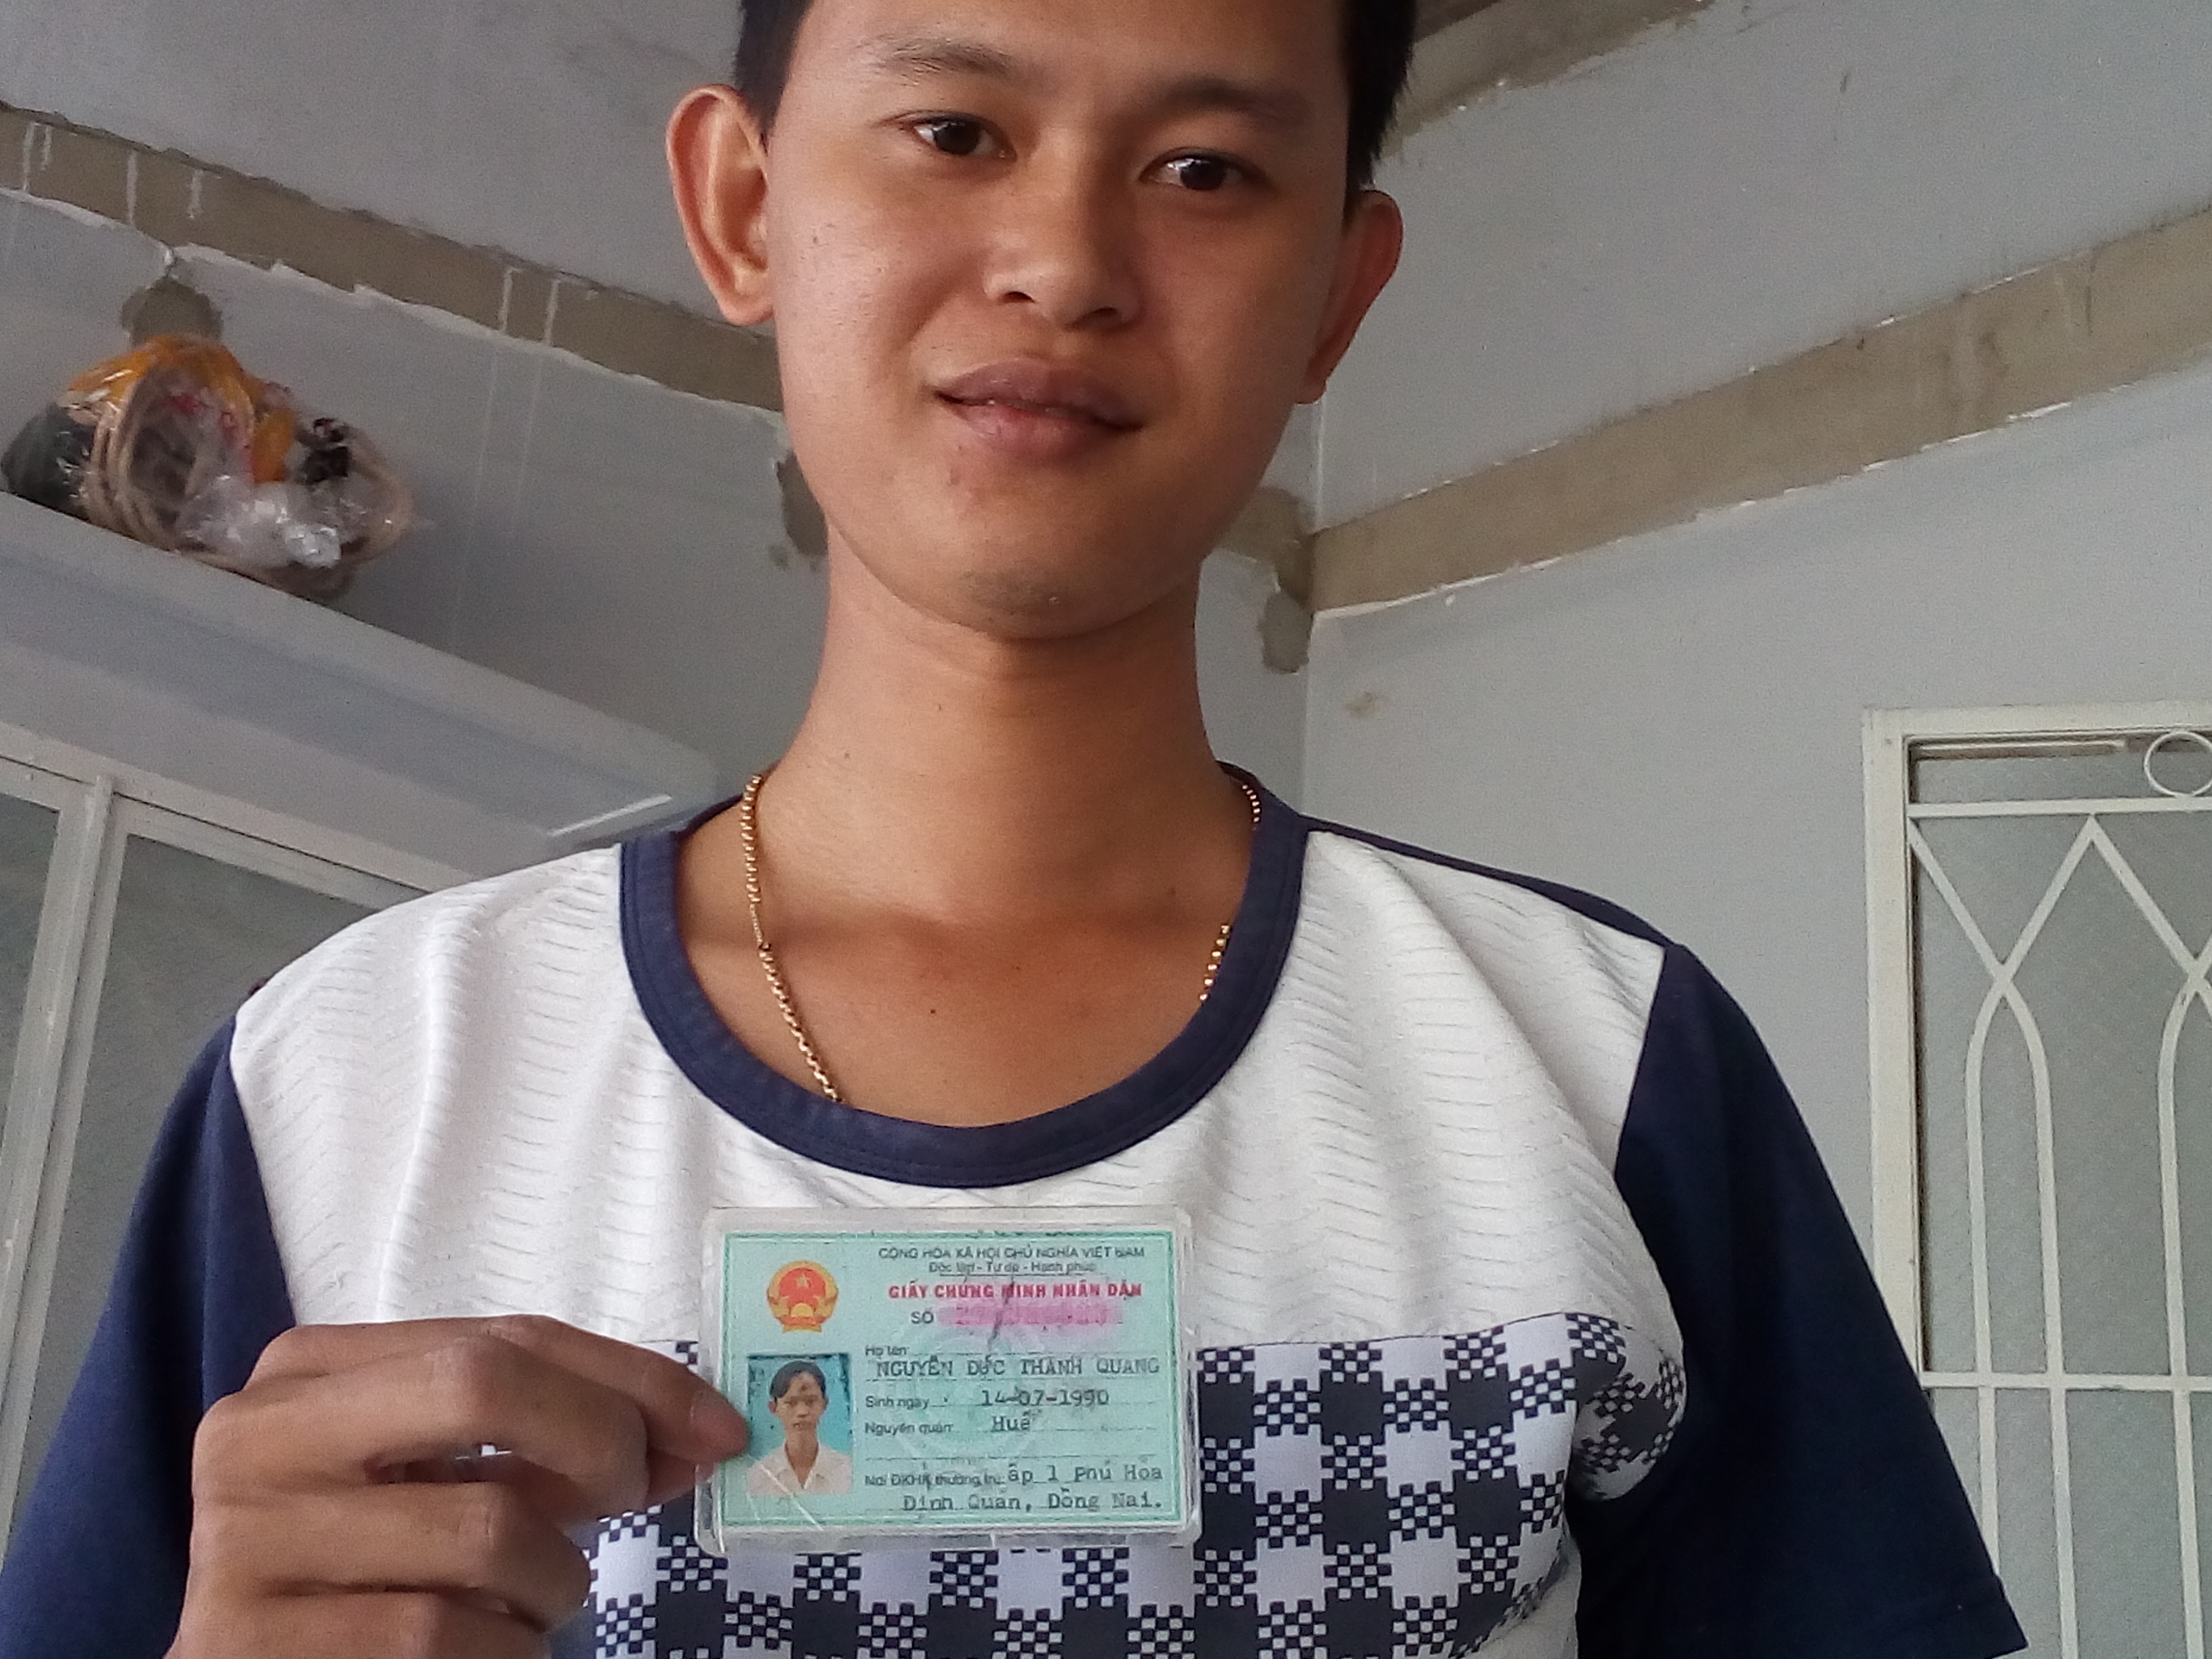 CỘNG HÒA XÃ HỘI CHỦ NGHĨA VIỆT NAM
Độc lập - Tự do - Hạnh phúc
GIẤY CHỨNG MINH NHÂN DÂN
SỐ
Họ tên
NGUYỄN ĐỨC THÀNH QUANG
Sinh ngày 14-07-1990
Nguyên quán Huế
Nơi ĐKHK thường trú ấp 1 Phú Hòa
Định Quán, Đồng Nai.